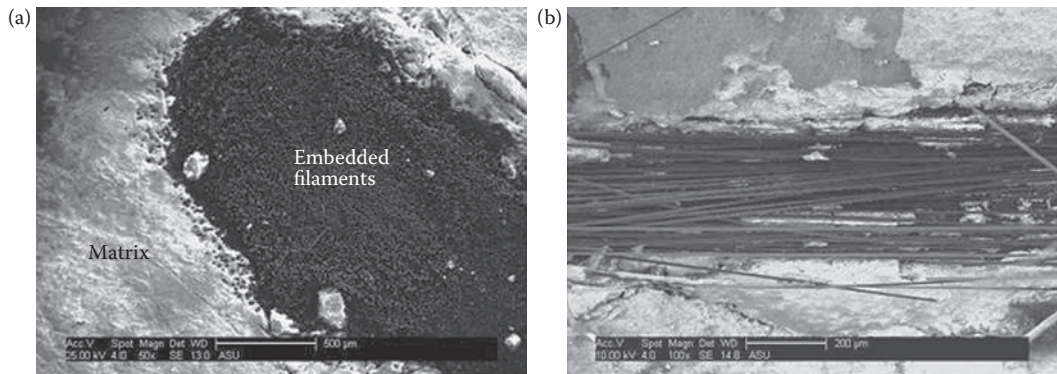 (a)
Embedded
filaments
Matrix
Acc.V Spot Magn Det WD
25.00 kV 4.0 50x SE 13.0 ASU
500 µm
(b)
Acc.V Spot Magn Det WD
10.00 kV 4.0 100x SE 14.8 ASU
200 µm